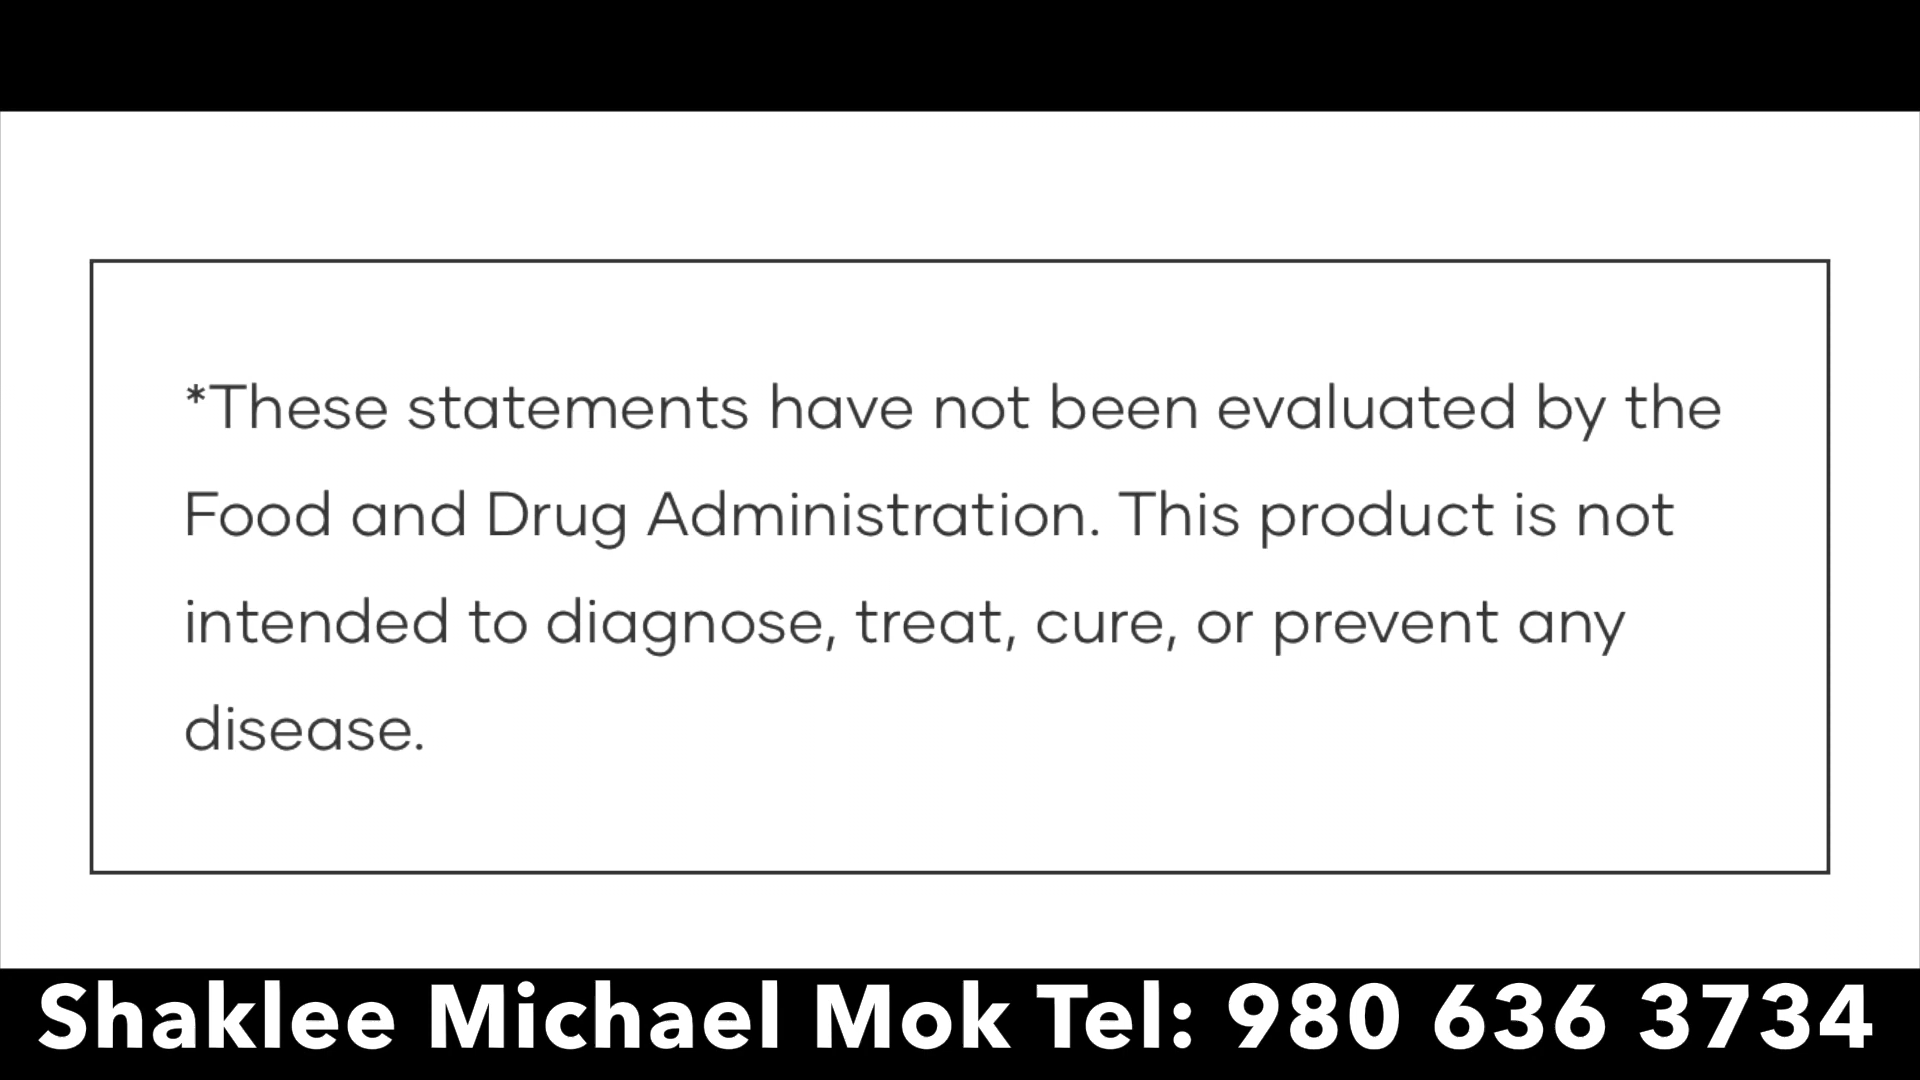 *These statements have not been evaluated by the
Food and Drug Administration. This product is not
intended to diagnose, treat, cure, or prevent any
disease.
Shaklee Michael Mok Tel: 980 636 3734